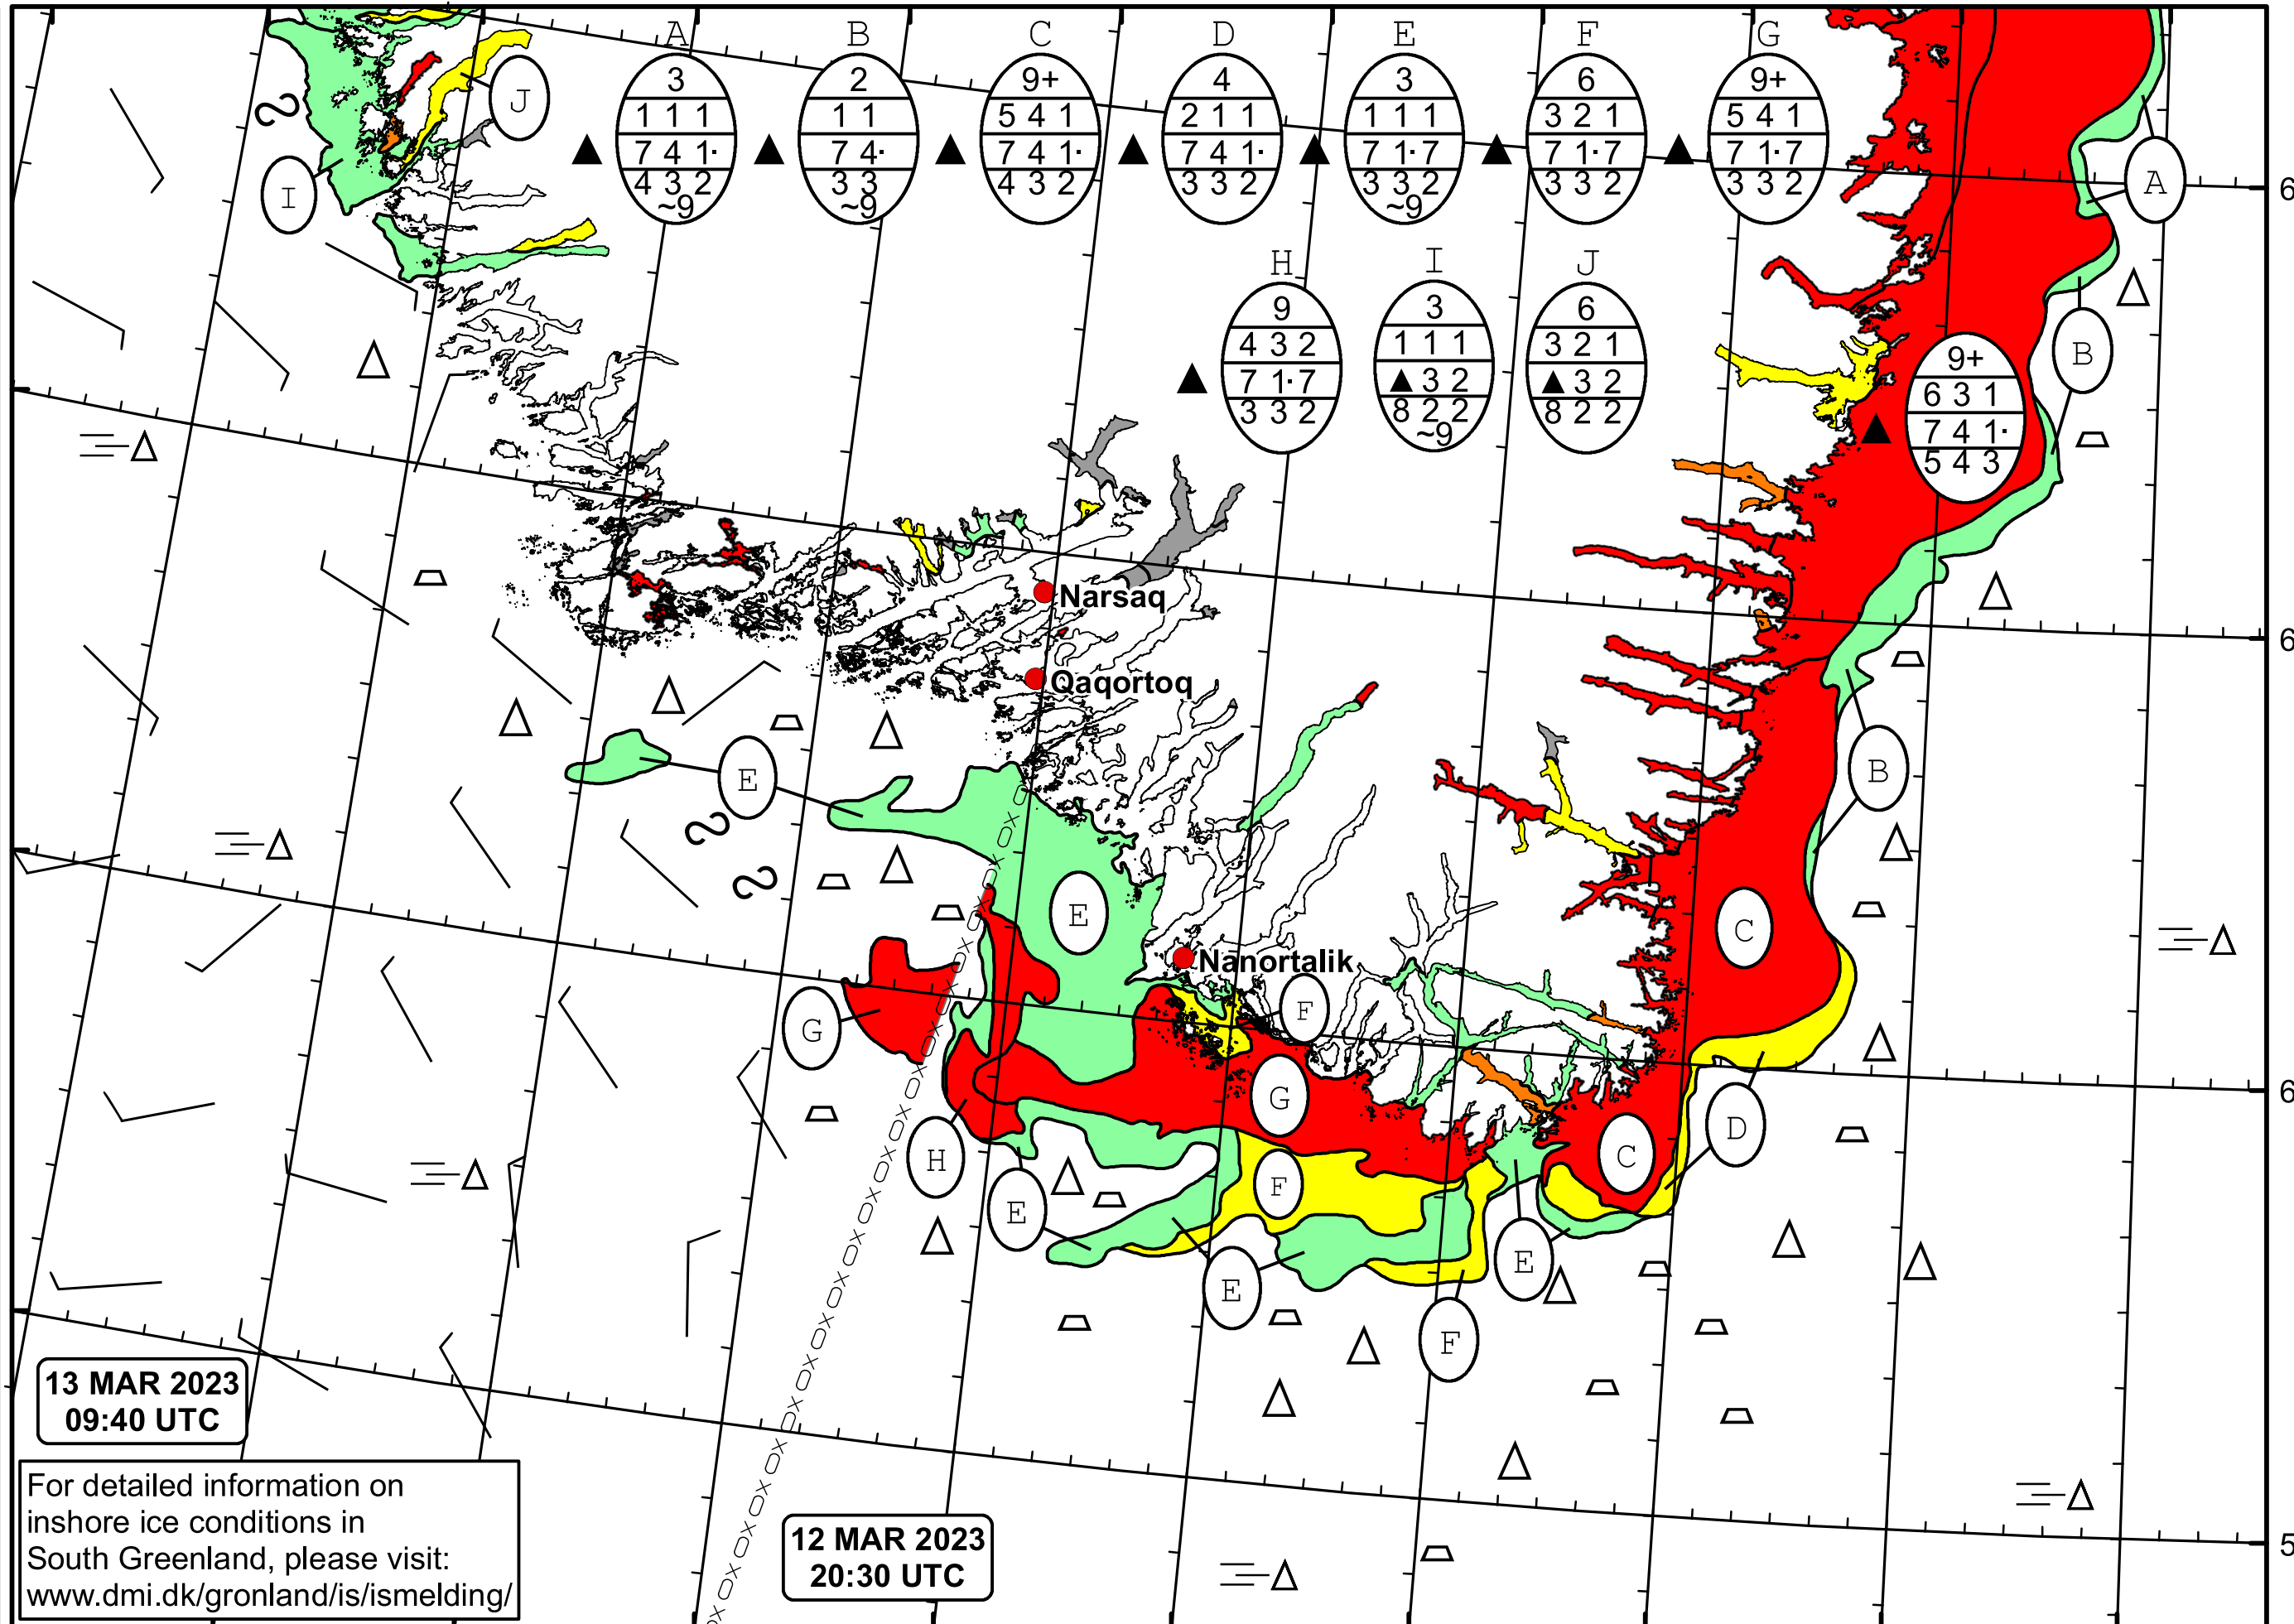 A B C D E F G
3
1 1 1
7 4 1·
4 3 2
~9
2
1 1
7 4·
3 3
~9
9+
5 4 1
7 4 1·
4 3 2
4
2 1 1
7 4 1·
3 3 2
3
1 1 1
7 1·7
3 3 2
~9
6
3 2 1
7 1·7
3 3 2
9+
5 4 1
7 1·7
3 3 2
H I J
9
4 3 2
7 1·7
3 3 2
3
1 1 1
▲ 3 2
8 2 2
~9
6
3 2 1
▲ 3 2
8 2 2
J
I
A
B
9+
6 3 1
7 4 1·
5 4 3
6
6
6
5
Narsaq
Qaqortoq
B
E
E
C
Nanortalik
F
G
G
D
C
H
F
E
E
E
F
13 MAR 2023
09:40 UTC
For detailed information on
inshore ice conditions in
South Greenland, please visit:
www.dmi.dk/gronland/is/ismelding/
12 MAR 2023
20:30 UTC